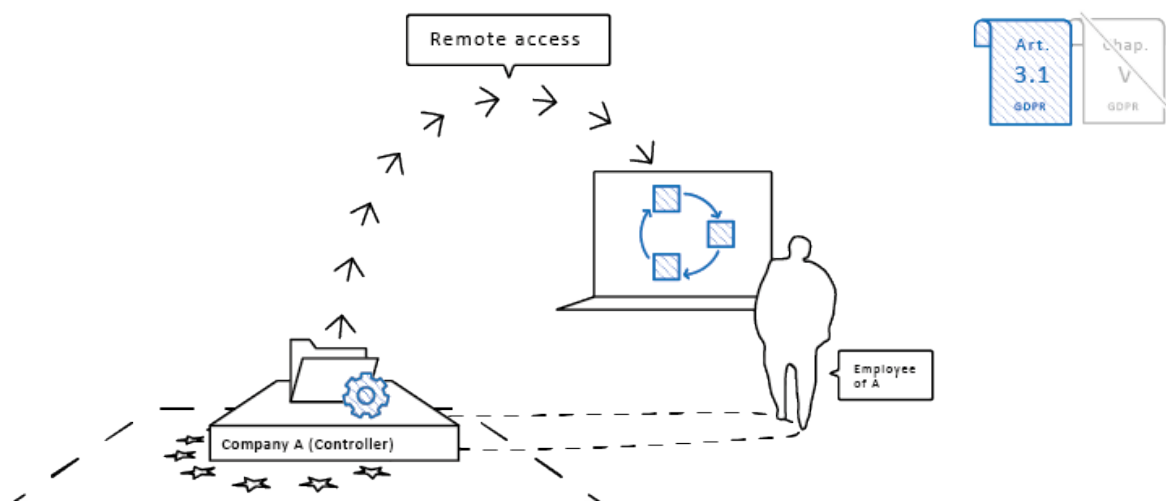 Remote access
Art.
3.1
GDPR
Chap.
V
GDPR
Employee
of A
Company A (Controller)